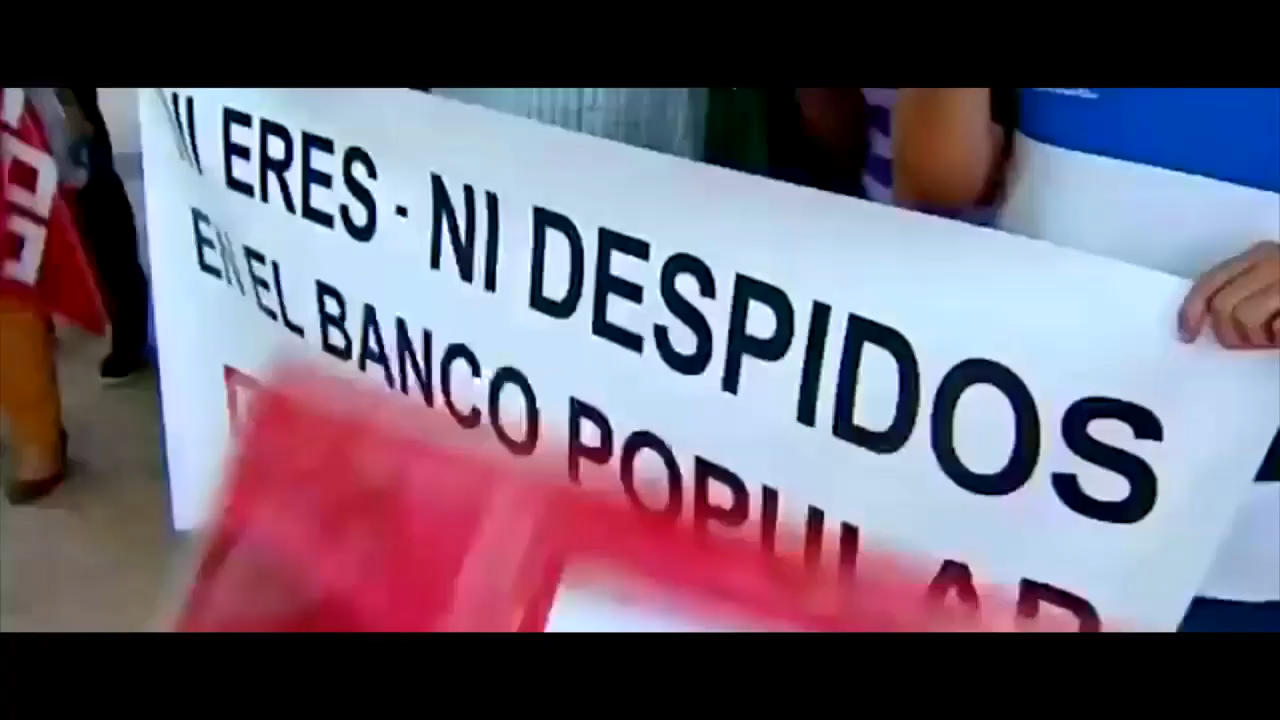 NI ERES - NI DESPIDOS
EN EL BANCO POPULAR